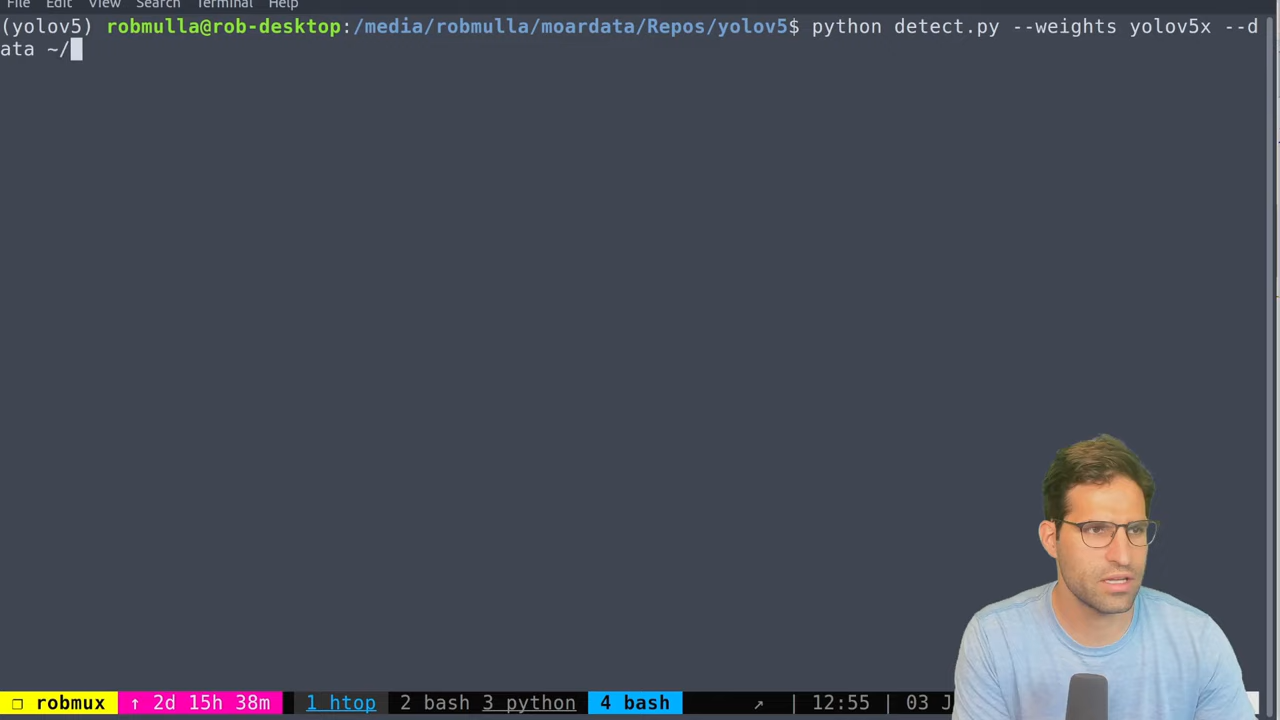 File Edit View Search Terminal Help
(yolov5) robmulla@rob-desktop:/media/robmulla/moardata/Repos/yolov5$ python detect.py --weights yolov5x --d
ata ~/
❐ robmux ↑ 2d 15h 38m 1 htop 2 bash 3 python 4 bash ↗ | 12:55 | 03 J